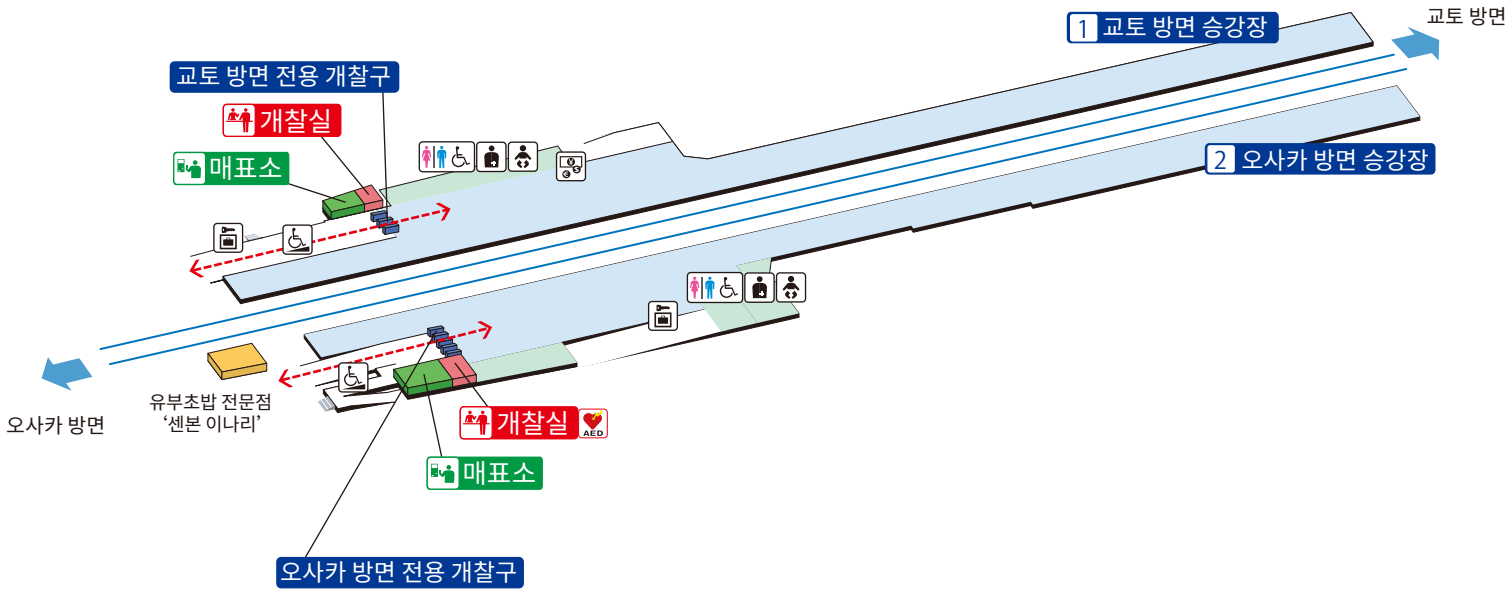 교토 방면
1 교토 방면 승강장
교토 방면 전용 개찰구
개찰실
매표소
2 오사카 방면 승강장
유부초밥 전문점
‘센본 이나리’
오사카 방면
개찰실
AED
매표소
오사카 방면 전용 개찰구